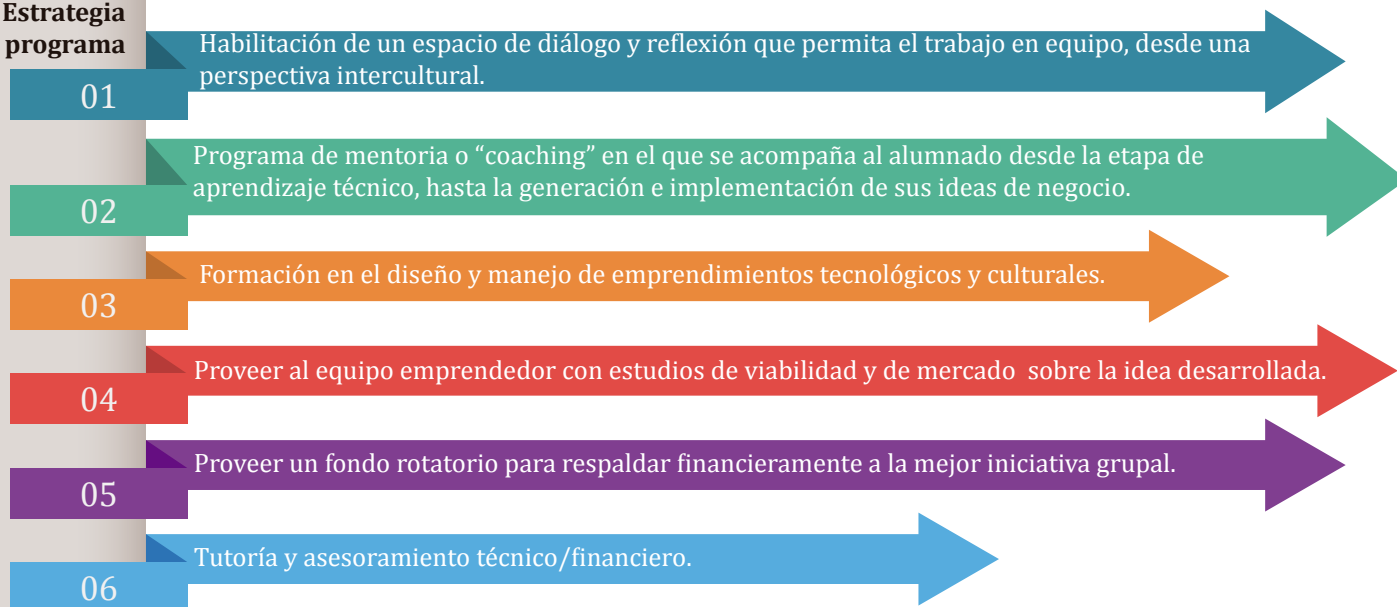 Estrategia
programa
01
Habilitación de un espacio de diálogo y reflexión que permita el trabajo en equipo, desde una
perspectiva intercultural.
02
Programa de mentoria o “coaching” en el que se acompaña al alumnado desde la etapa de
aprendizaje técnico, hasta la generación e implementación de sus ideas de negocio.
03
Formación en el diseño y manejo de emprendimientos tecnológicos y culturales.
04
Proveer al equipo emprendedor con estudios de viabilidad y de mercado sobre la idea desarrollada.
05
Proveer un fondo rotatorio para respaldar financieramente a la mejor iniciativa grupal.
06
Tutoría y asesoramiento técnico/financiero.